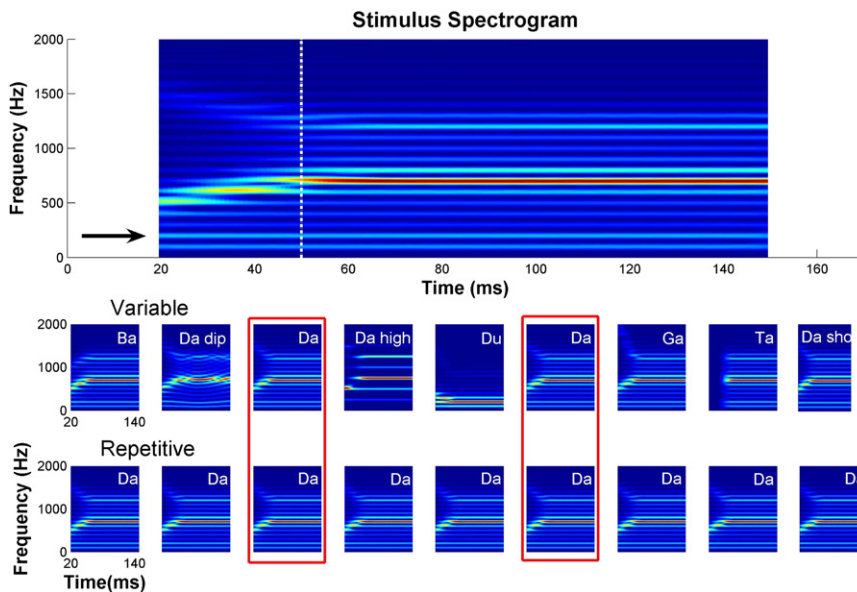 Stimulus Spectrogram
2000
1500
1000
500
0
Frequency (Hz)
0 20 40 60 80 100 120 140 160
Time (ms)
Variable
2000
1000
0
Ba
Da dip
Da
Da high
Du
Da
Ga
Ta
Da sho
20 140
Repetitive
Frequency (Hz)
2000
1000
0
Da
Da
Da
Da
Da
Da
Da
Da
20 140
Time(ms)